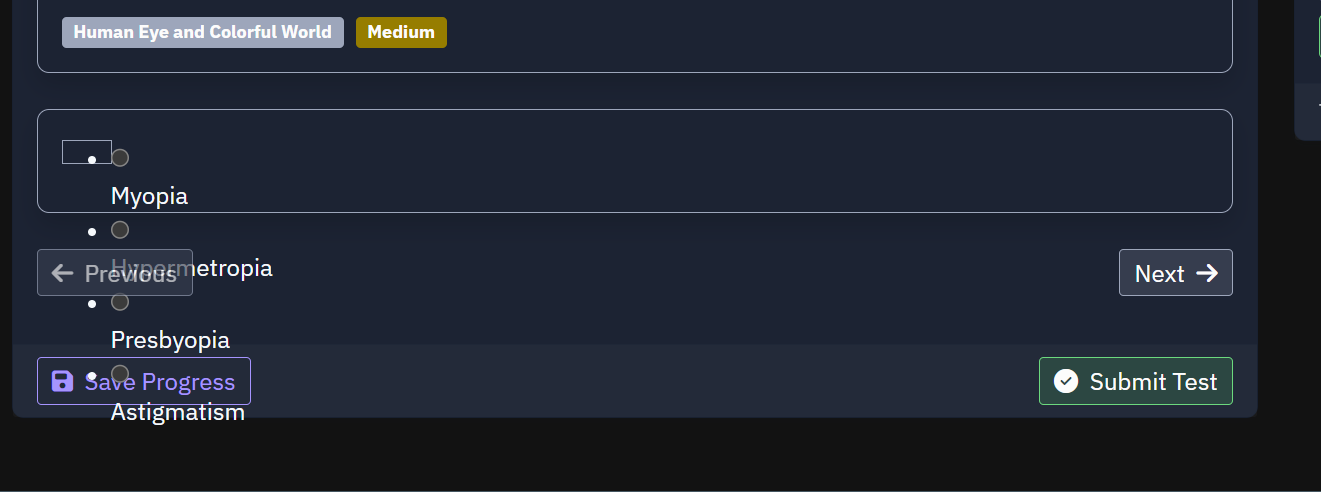 Human Eye and Colorful World Medium
Myopia
Hypermetropia
Previous
Next
Presbyopia
Save Progress
Submit Test
Astigmatism